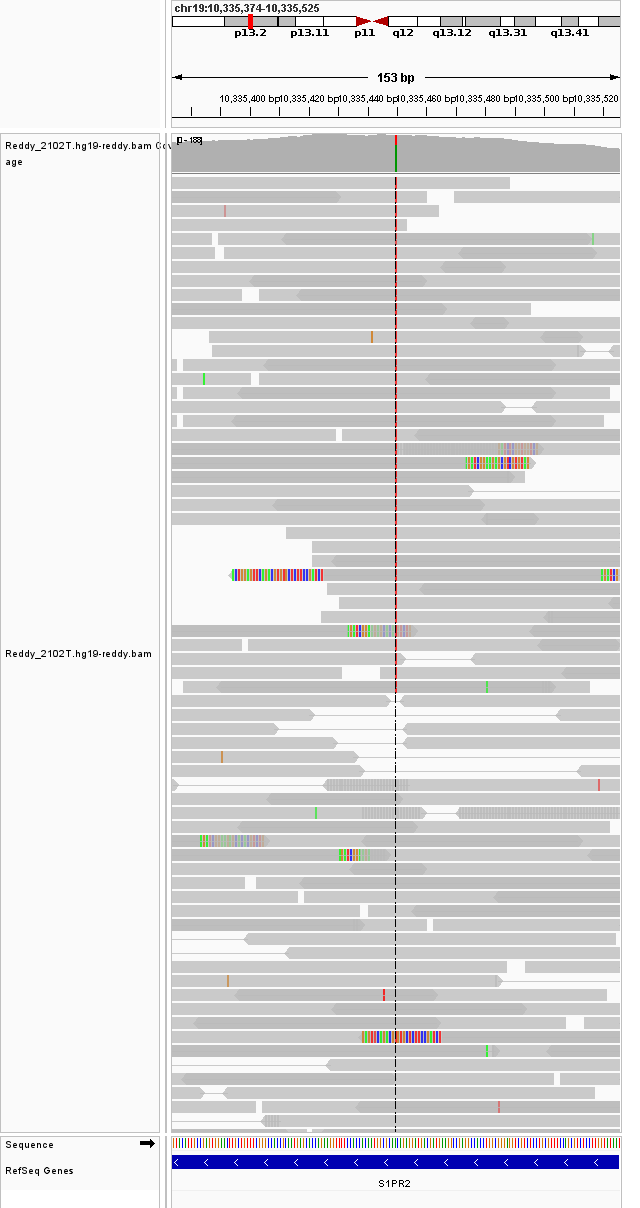 chr19:10,335,374-10,335,525
p13.2 p13.11 p11 q12 q13.12 q13.31 q13.41
153 bp
10,335,400 bp 10,335,420 bp 10,335,440 bp 10,335,460 bp 10,335,480 bp 10,335,500 bp 10,335,520
Reddy_2102T.hg19-reddy.bam Cov
age
Reddy_2102T.hg19-reddy.bam
Sequence
RefSeq Genes
S1PR2